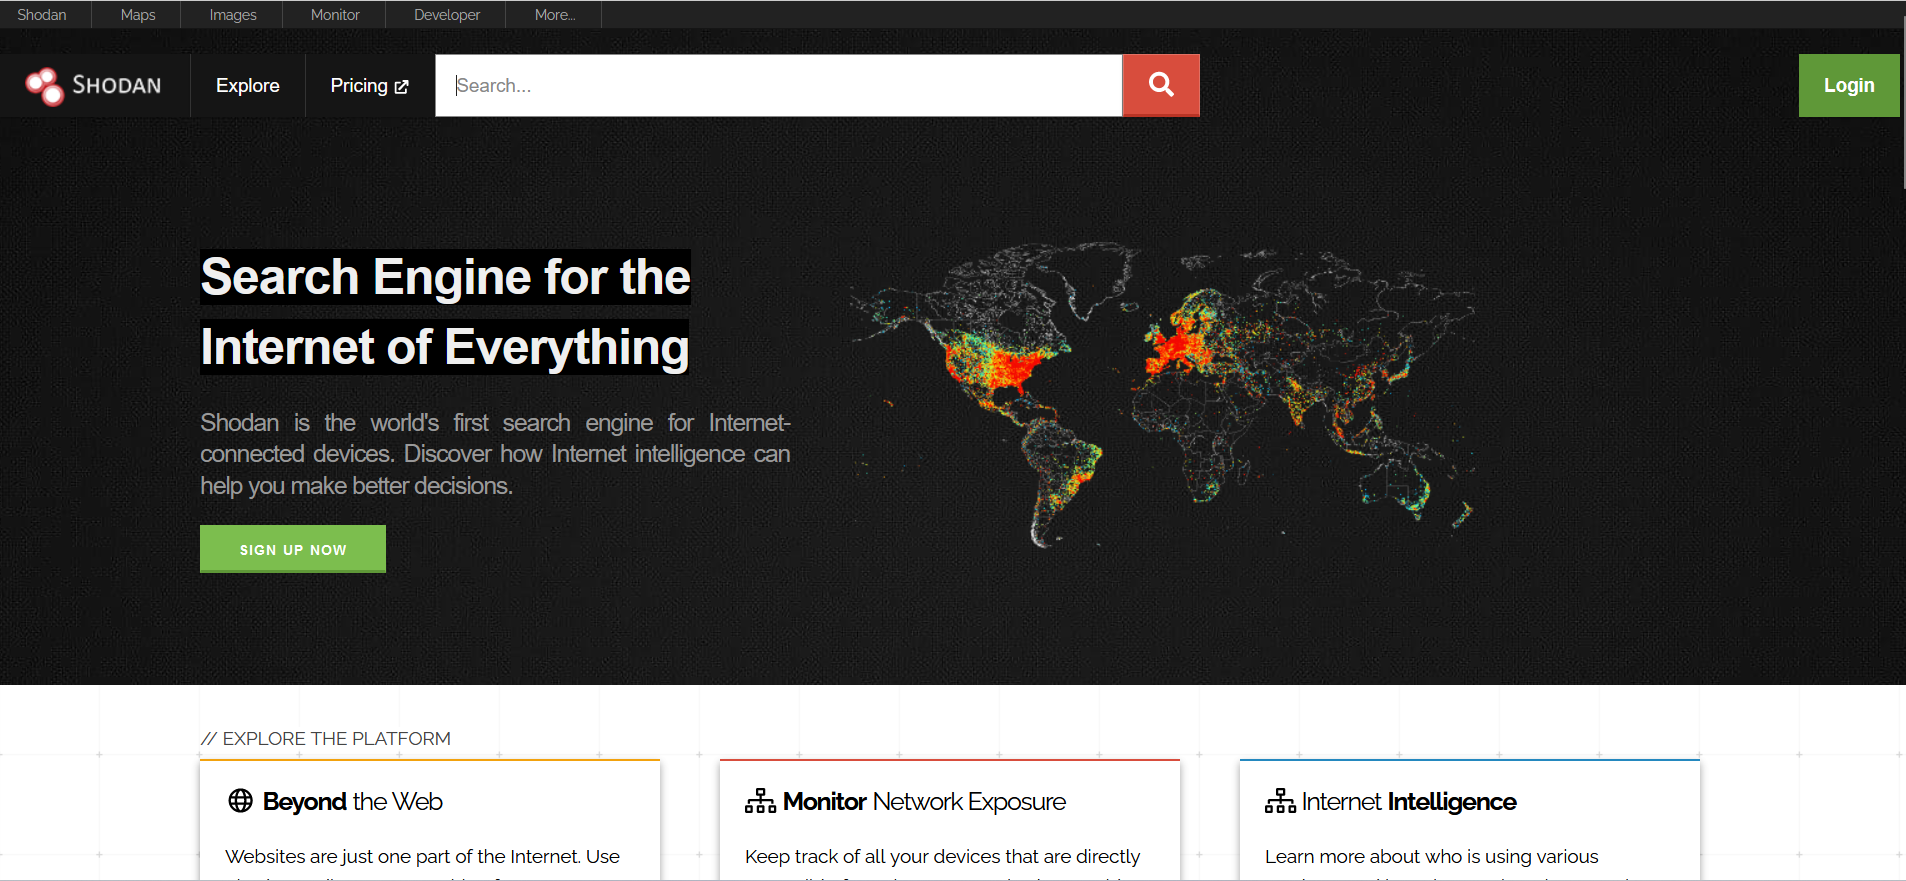 Shodan Maps Images Monitor Developer More...
SHODAN Explore Pricing Search... Login
Search Engine for the
Internet of Everything
Shodan is the world's first search engine for Internet-
connected devices. Discover how Internet intelligence can
help you make better decisions.
SIGN UP NOW
// EXPLORE THE PLATFORM
Beyond the Web
Websites are just one part of the Internet. Use
Monitor Network Exposure
Keep track of all your devices that are directly
Internet Intelligence
Learn more about who is using various